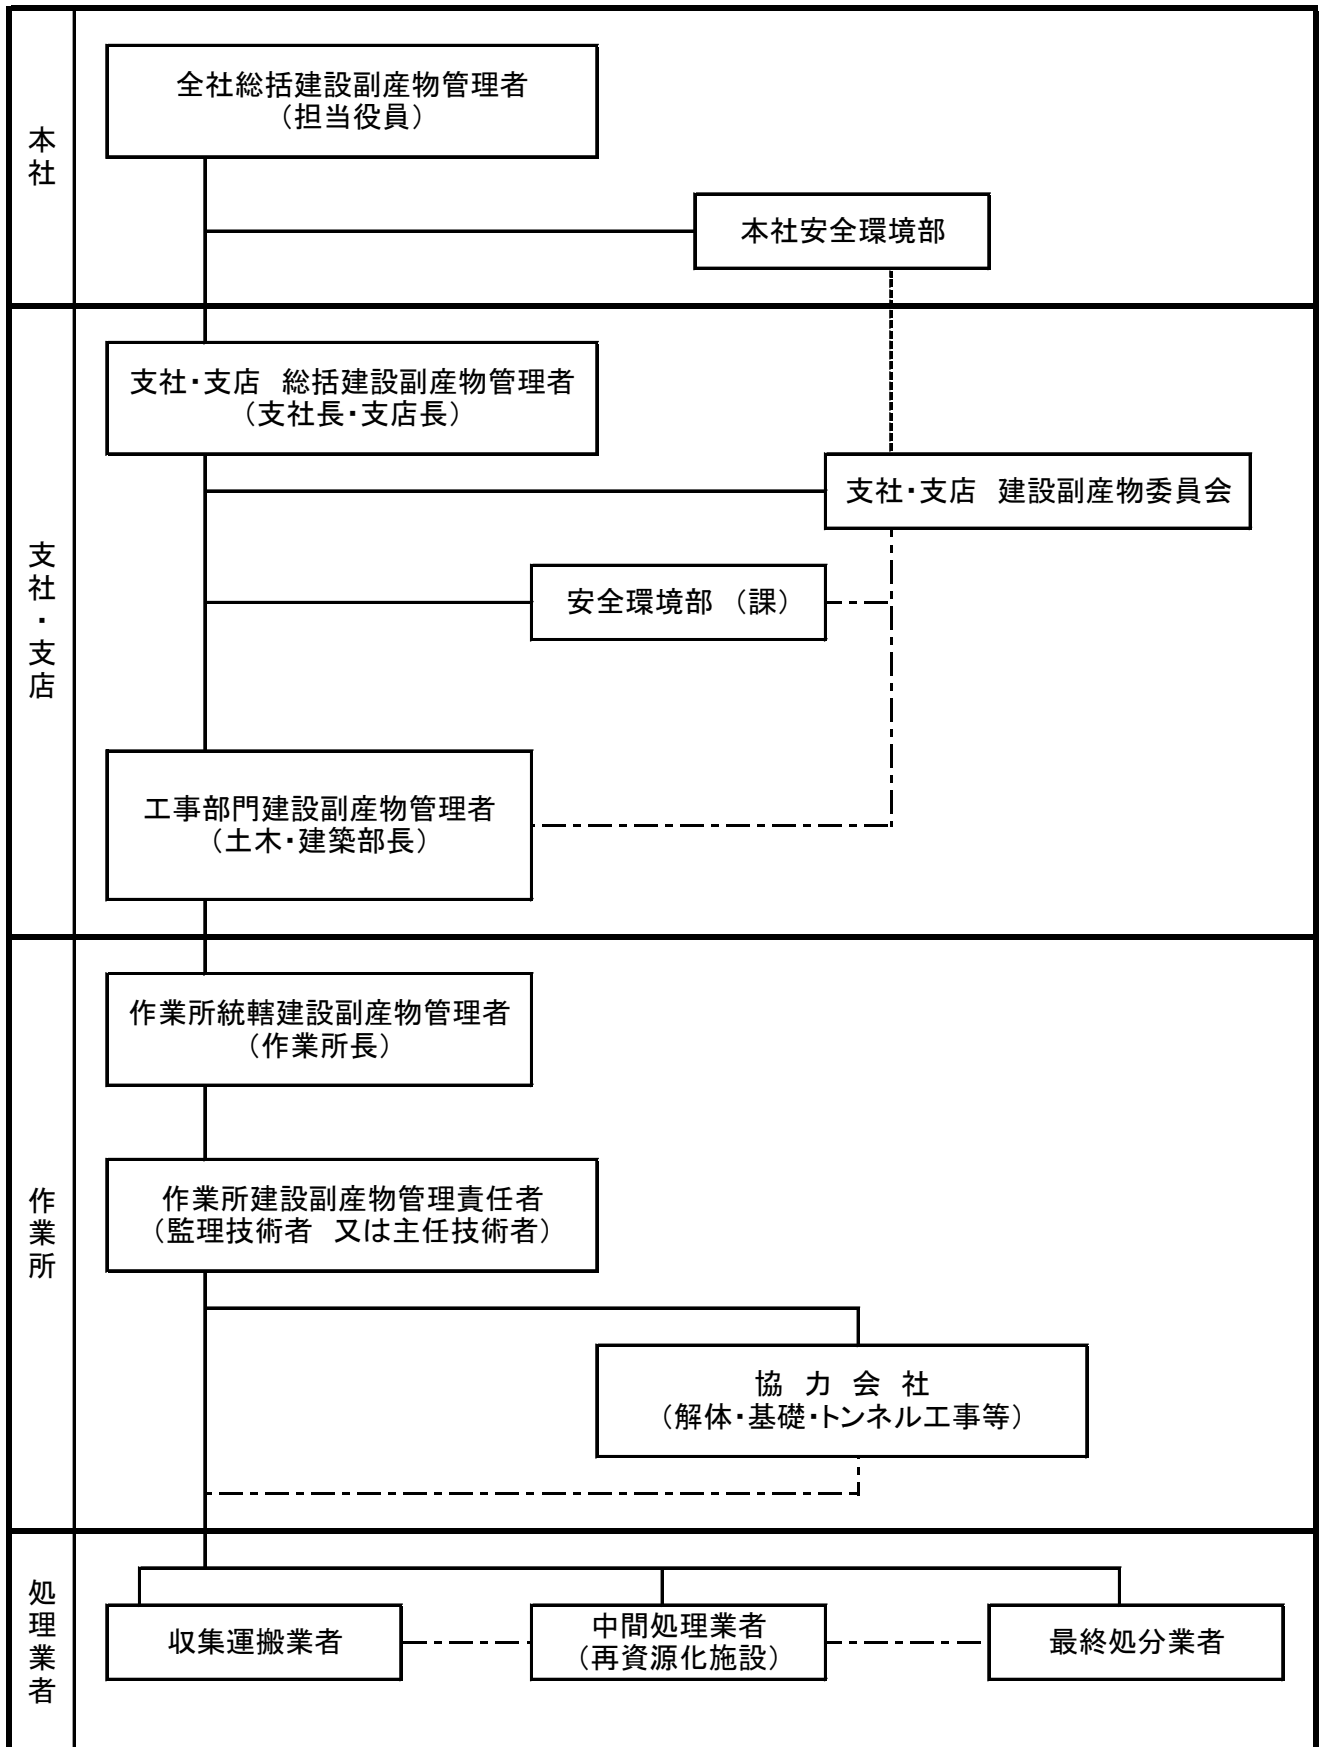 本社
全社総括建設副産物管理者
（担当役員）
本社安全環境部
支社・支店
支社・支店　総括建設副産物管理者
（支社長・支店長）
支社・支店　建設副産物委員会
安全環境部（課）
工事部門建設副産物管理者
（土木・建築部長）
作業所
作業所統轄建設副産物管理者
（作業所長）
作業所建設副産物管理責任者
（監理技術者　又は主任技術者）
協　力　会　社
（解体・基礎・トンネル工事等）
処理業者
収集運搬業者
中間処理業者
（再資源化施設）
最終処分業者